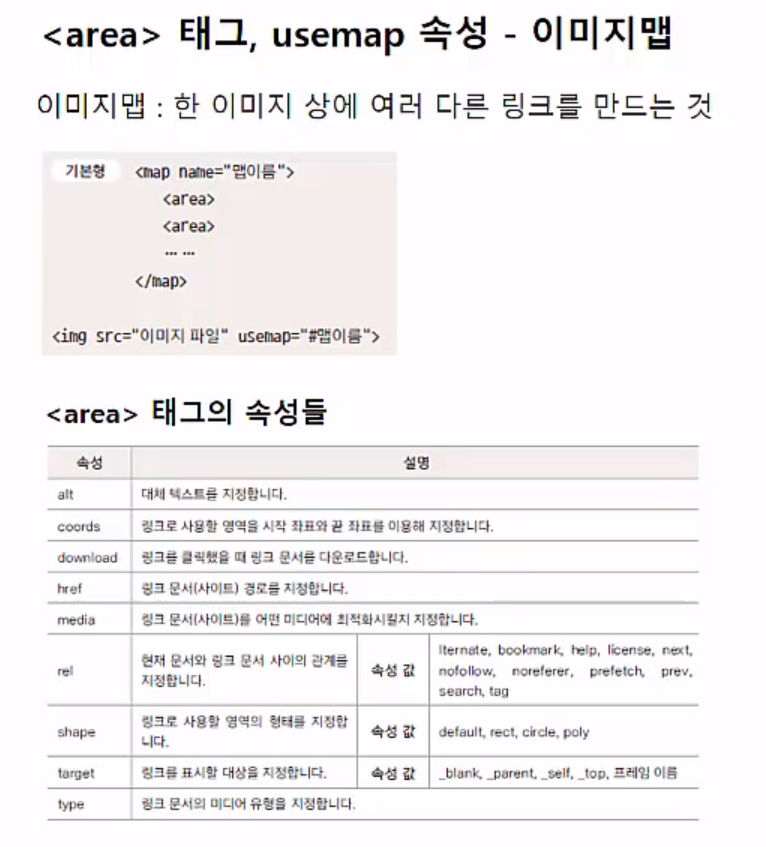 <area> 태그, usemap 속성 - 이미지맵
이미지맵 : 한 이미지 상에 여러 다른 링크를 만드는 것
기본형 <map name="맵이름">
<area>
<area>
… …
</map>
<img src="이미지 파일" usemap="#맵이름">
<area> 태그의 속성들
속성 설명
alt 대체 텍스트를 지정합니다.
coords 링크로 사용할 영역을 시작 좌표와 끝 좌표를 이용해 지정합니다.
download 링크를 클릭했을 때 링크 문서를 다운로드합니다.
href 링크 문서(사이트) 경로를 지정합니다.
media 링크 문서(사이트)를 어떤 미디어에 최적화시킬지 지정합니다.
rel 현재 문서와 링크 문서 사이의 관계를
지정합니다.
속성 값
lternate, bookmark, help, license, next,
nofollow, noreferer, prefetch, prev,
search, tag
shape 링크로 사용할 영역의 형태를 지정합
니다.
속성 값 default, rect, circle, poly
target 링크를 표시할 대상을 지정합니다. 속성 값 _blank, _parent, _self, _top, 프레임 이름
type 링크 문서의 미디어 유형을 지정합니다.